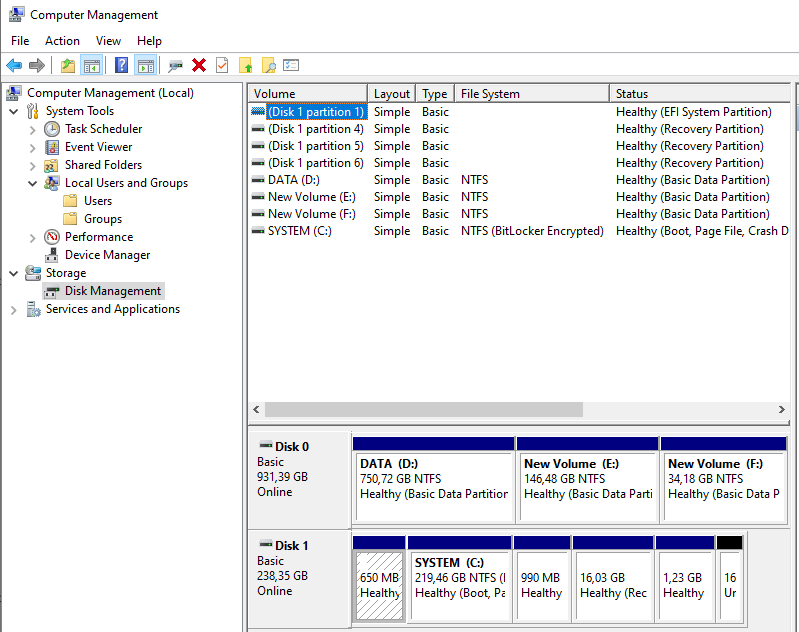 Computer Management
File Action View Help
Computer Management (Local)
System Tools
Task Scheduler
Event Viewer
Shared Folders
Local Users and Groups
Users
Groups
Performance
Device Manager
Storage
Disk Management
Services and Applications
Volume Layout Type File System Status
(Disk 1 partition 1) Simple Basic Healthy (EFI System Partition)
(Disk 1 partition 4) Simple Basic Healthy (Recovery Partition)
(Disk 1 partition 5) Simple Basic Healthy (Recovery Partition)
(Disk 1 partition 6) Simple Basic Healthy (Recovery Partition)
DATA (D:) Simple Basic NTFS Healthy (Basic Data Partition)
New Volume (E:) Simple Basic NTFS Healthy (Basic Data Partition)
New Volume (F:) Simple Basic NTFS Healthy (Basic Data Partition)
SYSTEM (C:) Simple Basic NTFS (BitLocker Encrypted) Healthy (Boot, Page File, Crash D
Disk 0
Basic
931,39 GB
Online
DATA (D:)
750,72 GB NTFS
Healthy (Basic Data Partition
New Volume (E:)
146,48 GB NTFS
Healthy (Basic Data Parti
New Volume (F:)
34,18 GB NTFS
Healthy (Basic Data P
Disk 1
Basic
238,35 GB
Online
650 MB
Healthy
SYSTEM (C:)
219,46 GB NTFS (I
Healthy (Boot, Pa
990 MB
Healthy
16,03 GB
Healthy (Rec
1,23 GB
Healthy
16
Ur